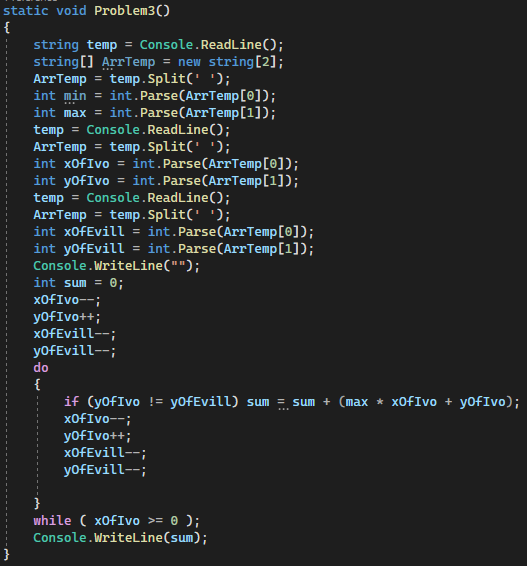 static void Problem3()
{
string temp = Console.ReadLine();
string[] ArrTemp = new string[2];
ArrTemp = temp.Split(' ');
int min = int.Parse(ArrTemp[0]);
int max = int.Parse(ArrTemp[1]);
temp = Console.ReadLine();
ArrTemp = temp.Split(' ');
int xOfIvo = int.Parse(ArrTemp[0]);
int yOfIvo = int.Parse(ArrTemp[1]);
temp = Console.ReadLine();
ArrTemp = temp.Split(' ');
int xOfEvill = int.Parse(ArrTemp[0]);
int yOfEvill = int.Parse(ArrTemp[1]);
Console.WriteLine("");
int sum = 0;
xOfIvo--;
yOfIvo++;
xOfEvill--;
yOfEvill--;
do
{
if (yOfIvo != yOfEvill) sum = sum + (max * xOfIvo + yOfIvo);
xOfIvo--;
yOfIvo++;
xOfEvill--;
yOfEvill--;
}
while ( xOfIvo >= 0 );
Console.WriteLine(sum);
}